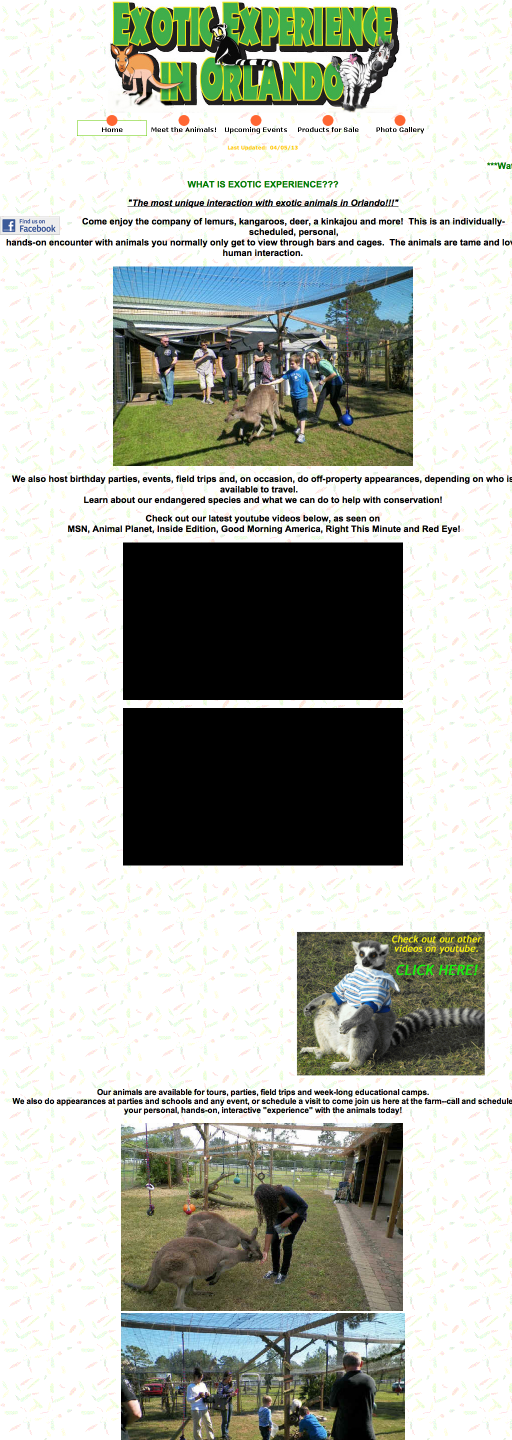 EXOTIC EXPERIENCE
IN ORLANDO
Home
Meet the Animals!
Upcoming Events
Products for Sale
Photo Gallery
***Wa
WHAT IS EXOTIC EXPERIENCE???
"The most unique interaction with exotic animals in Orlando!!!"
Find us on
Facebook
Come enjoy the company of lemurs, kangaroos, deer, a kinkajou and more! This is an individually-
scheduled, personal,
hands-on encounter with animals you normally only get to view through bars and cages. The animals are tame and lov
human interaction.
We also host birthday parties, events, field trips and, on occasion, do off-property appearances, depending on who is
available to travel.
Learn about our endangered species and what we can do to help with conservation!
Check out our latest youtube videos below, as seen on
MSN, Animal Planet, Inside Edition, Good Morning America, Right This Minute and Red Eye!
Check out our other
videos on youtube.
CLICK HERE!
Our animals are available for tours, parties, field trips and week-long educational camps.
We also do appearances at parties and schools and any event, or schedule a visit to come join us here at the farm--call and schedule
your personal, hands-on, interactive "experience" with the animals today!